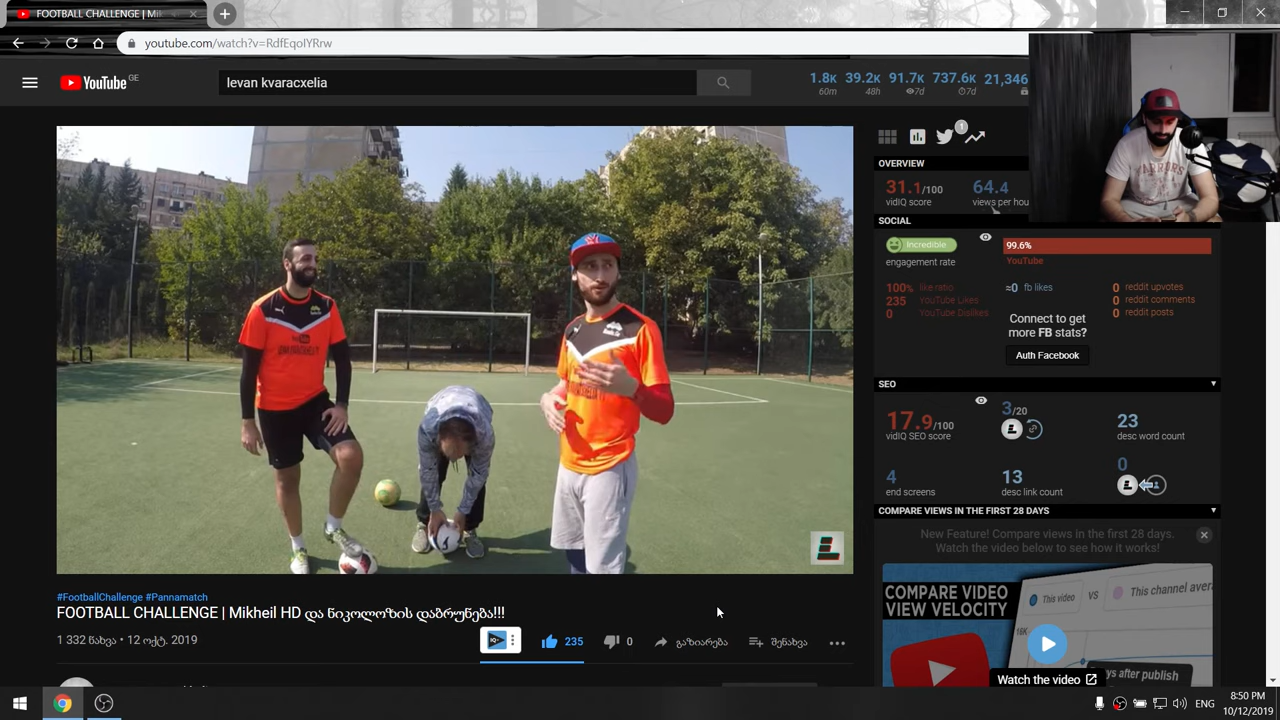 FOOTBALL CHALLENGE | Mi
youtube.com/watch?v=RdfEqoIYRrw
YouTube GE
levan kvaracxelia
1.8K 39.2K 91.7K 737.6K 21,346
60m 48h 7d 7d
1
OVERVIEW
31.1/100 64.4
vidIQ score views per hou
SOCIAL
Incredible 99.6%
engagement rate YouTube
100% like ratio ≈0 fb likes 0 reddit upvotes
235 YouTube Likes 0 reddit comments
0 YouTube Dislikes 0 reddit posts
Connect to get
more FB stats?
Auth Facebook
SEO
17.9/100 3/20 23
vidIQ SEO score desc word count
4 13 0
end screens desc link count
COMPARE VIEWS IN THE FIRST 28 DAYS
New Feature! Compare views in the first 28 days.
Watch the video below to see how it works!
COMPARE VIDEO
VIEW VELOCITY
This video VS This channel avera
16K
days after publish
Watch the video
#FootballChallenge #Pannamatch
FOOTBALL CHALLENGE | Mikheil HD და ნიკოლოზის დაბრუნება!!!
1 332 ნახვა • 12 ოქტ. 2019
235 0 გაზიარება შენახვა
ENG
8:50 PM
10/12/2019